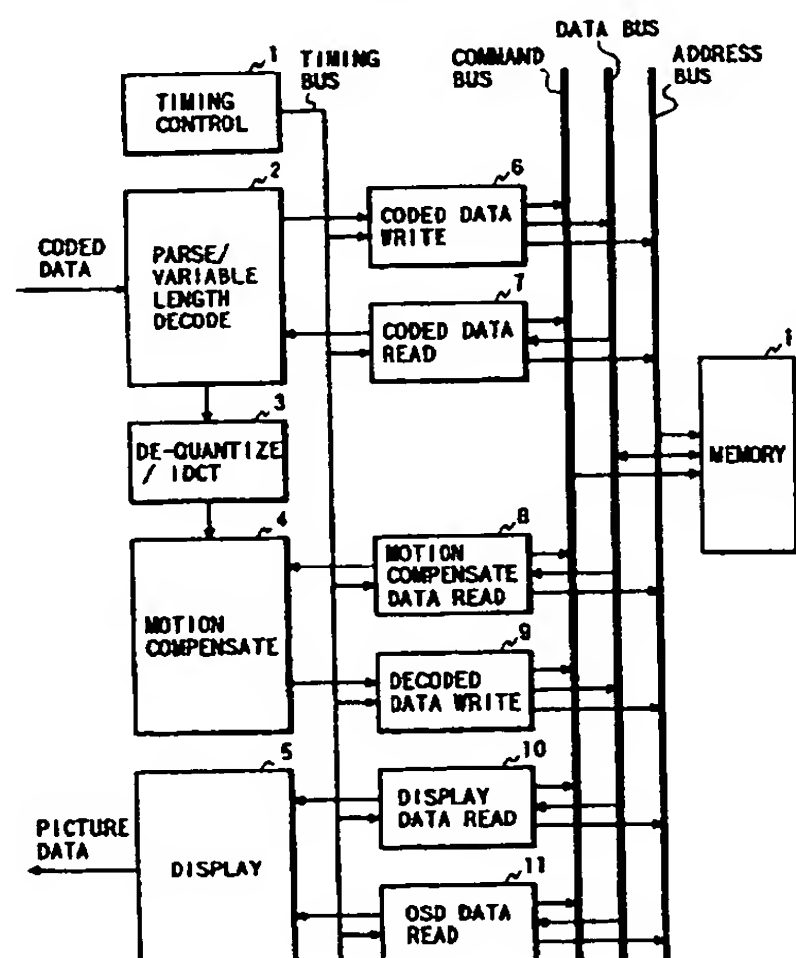 DATA BUS
1
TIMING
BUS
COMMAND
BUS
ADDRESS
BUS
TIMING
CONTROL
2
6
CODED DATA
WRITE
CODED
DATA
PARSE/
VARIABLE
LENGTH
DECODE
7
CODED DATA
READ
3
DE-QUANTIZE
/ IDCT
MEMORY
4
8
MOTION
COMPENSATE
DATA READ
MOTION
COMPENSATE
9
DECODED
DATA WRITE
5
10
DISPLAY
DATA READ
PICTURE
DATA
DISPLAY
11
OSD DATA
READ